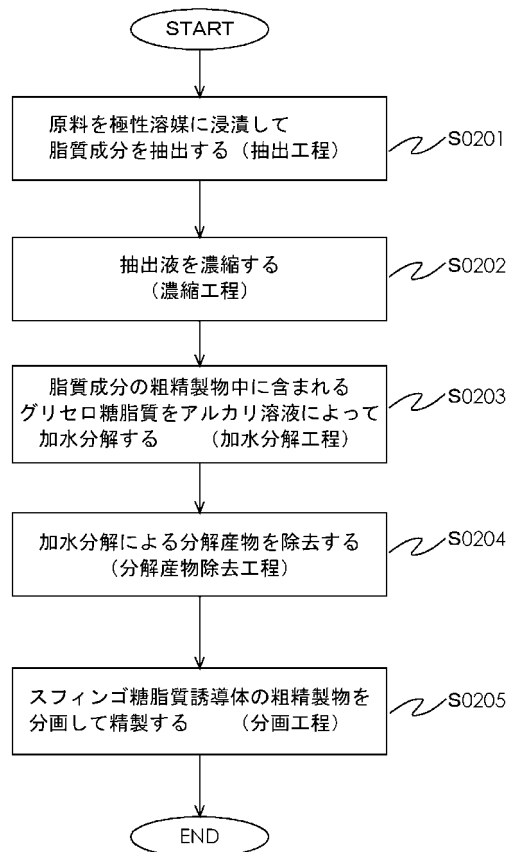 START
原料を極性溶媒に浸漬して
脂質成分を抽出する（抽出工程）
S0201
抽出液を濃縮する
（濃縮工程）
S0202
脂質成分の粗精製物中に含まれる
グリセロ糖脂質をアルカリ溶液によって
加水分解する　　（加水分解工程）
S0203
加水分解による分解産物を除去する
（分解産物除去工程）
S0204
スフィンゴ糖脂質誘導体の粗精製物を
分画して精製する　　（分画工程）
S0205
END